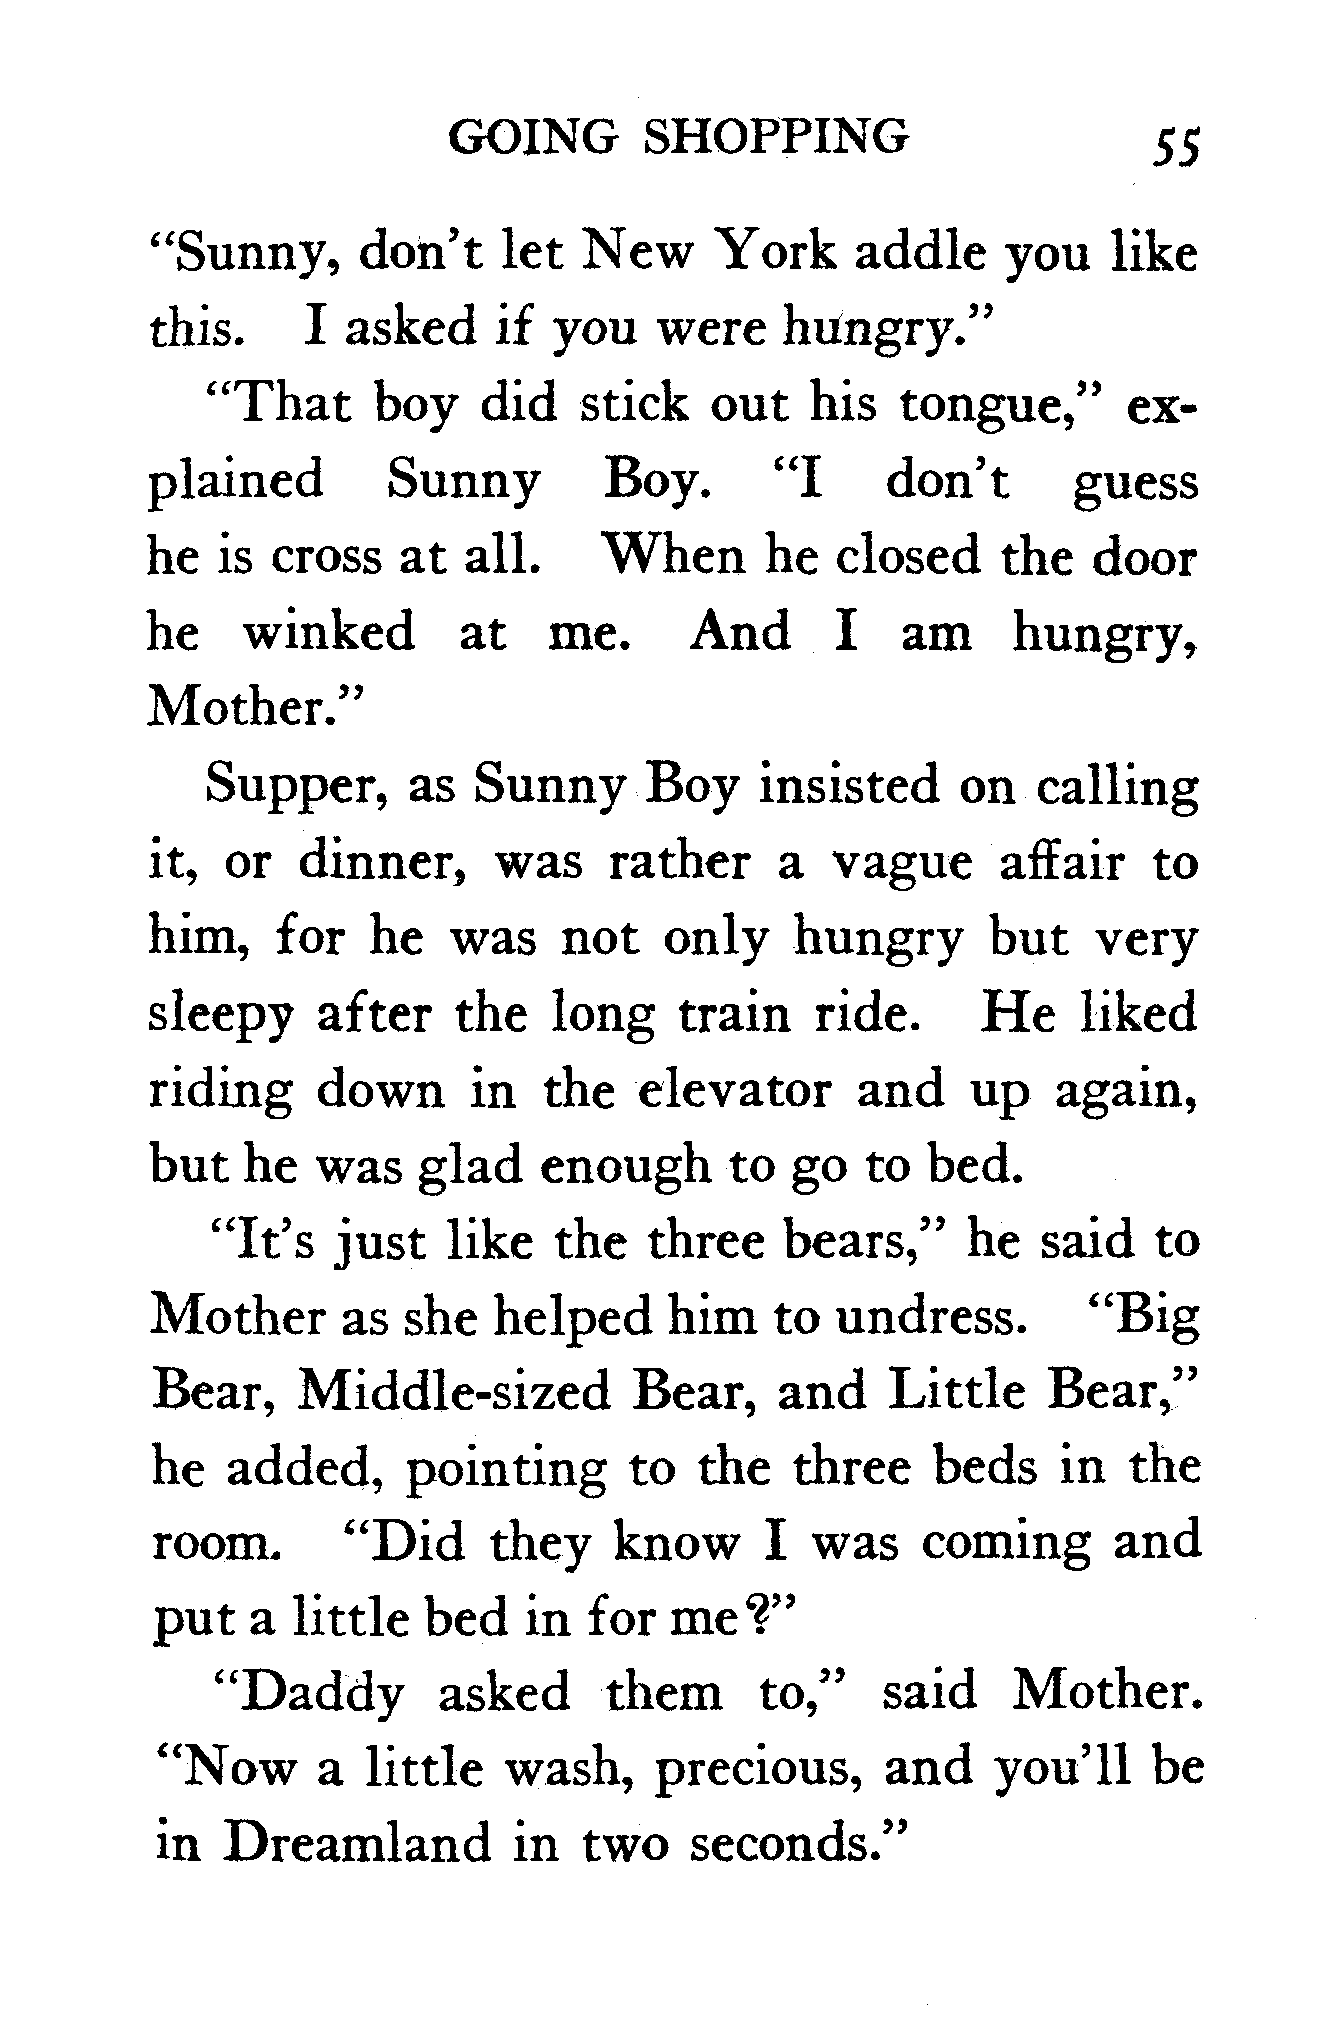 GOING SHOPPING 55
“Sunny, don’t let New York addle you like
this. I asked if you were hungry.”
“That boy did stick out his tongue,” ex-
plained Sunny Boy. “I don’t guess
he is cross at all. When he closed the door
he winked at me. And I am hungry,
Mother.”
Supper, as Sunny Boy insisted on calling
it, or dinner, was rather a vague affair to
him, for he was not only hungry but very
sleepy after the long train ride. He liked
riding down in the elevator and up again,
but he was glad enough to go to bed.
“It’s just like the three bears,” he said to
Mother as she helped him to undress. “Big
Bear, Middle-sized Bear, and Little Bear,”
he added, pointing to the three beds in the
room. “Did they know I was coming and
put a little bed in for me?”
“Daddy asked them to,” said Mother.
“Now a little wash, precious, and you’ll be
in Dreamland in two seconds.”